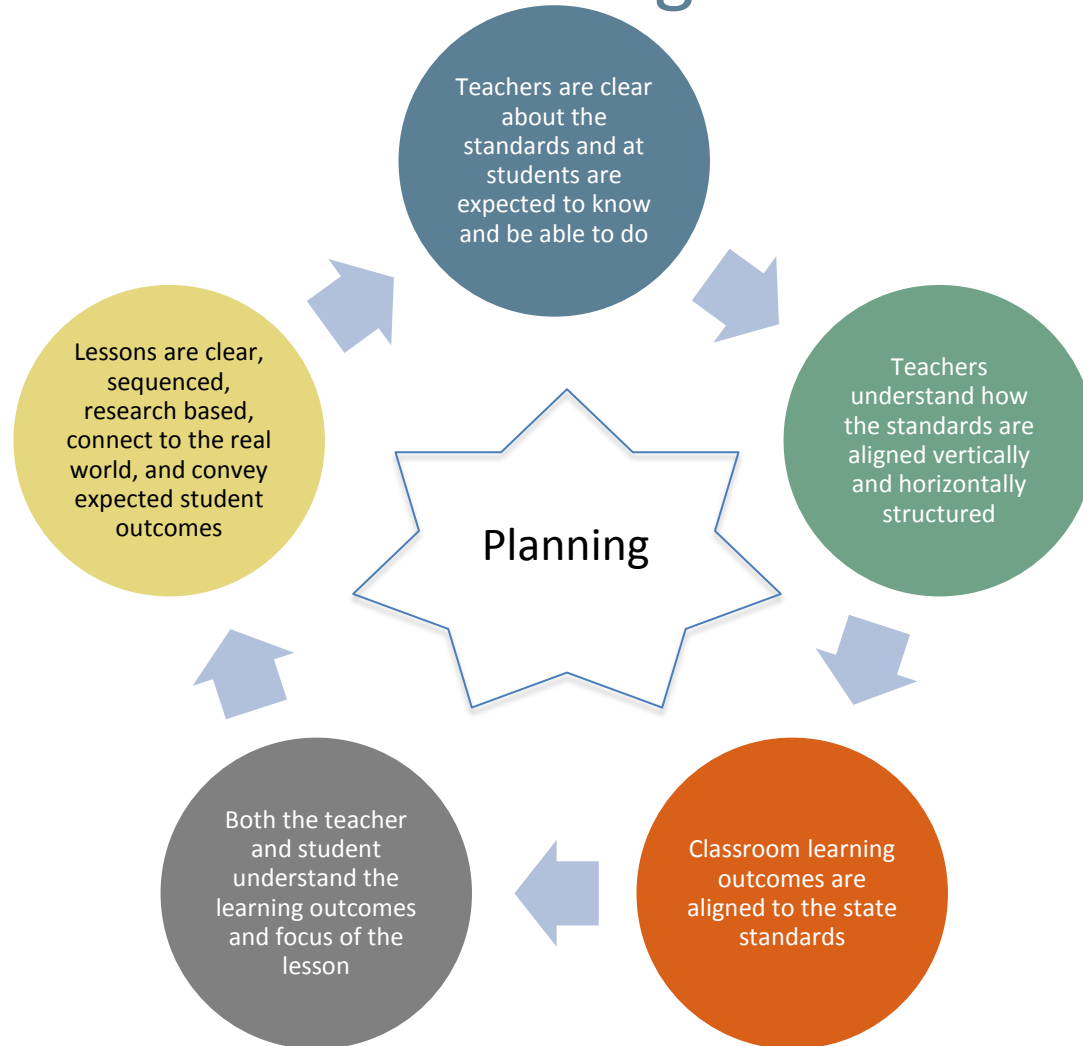 Teachers are clear
about the
standards and at
students are
expected to know
and be able to do
Teachers
understand how
the standards are
aligned vertically
and horizontally
structured
Classroom learning
outcomes are
aligned to the state
standards
Both the teacher
and student
understand the
learning outcomes
and focus of the
lesson
Lessons are clear,
sequenced,
research based,
connect to the real
world, and convey
expected student
outcomes
Planning